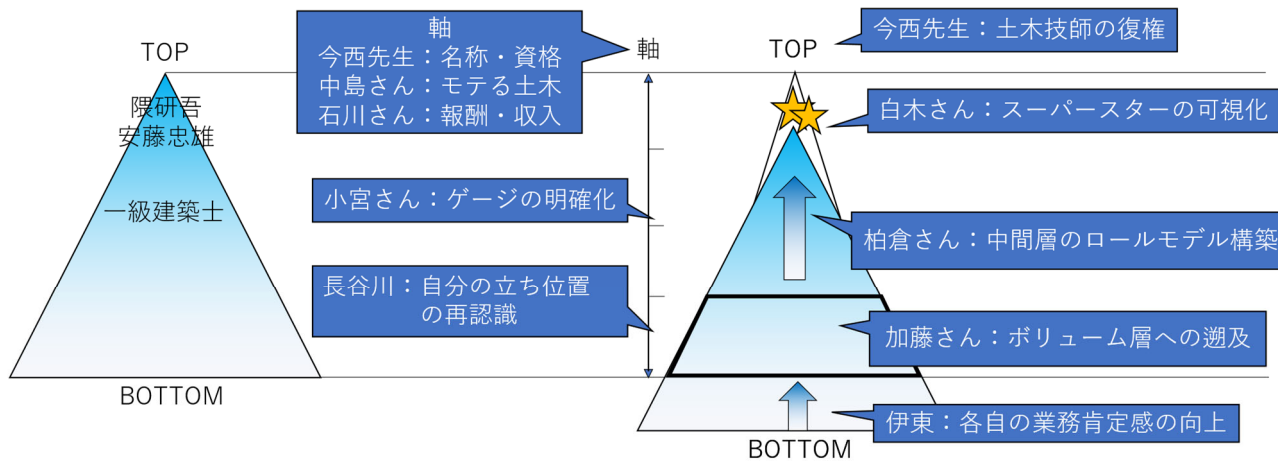 TOP
隈研吾
安藤忠雄
一級建築士
BOTTOM
軸
今西先生：名称・資格
中島さん：モテる土木
石川さん：報酬・収入
小宮さん：ゲージの明確化
長谷川：自分の立ち位置
の再認識
軸
TOP
今西先生：土木技師の復権
白木さん：スーパースターの可視化
柏倉さん：中間層のロールモデル構築
加藤さん：ボリューム層への遡及
伊東：各自の業務肯定感の向上
BOTTOM